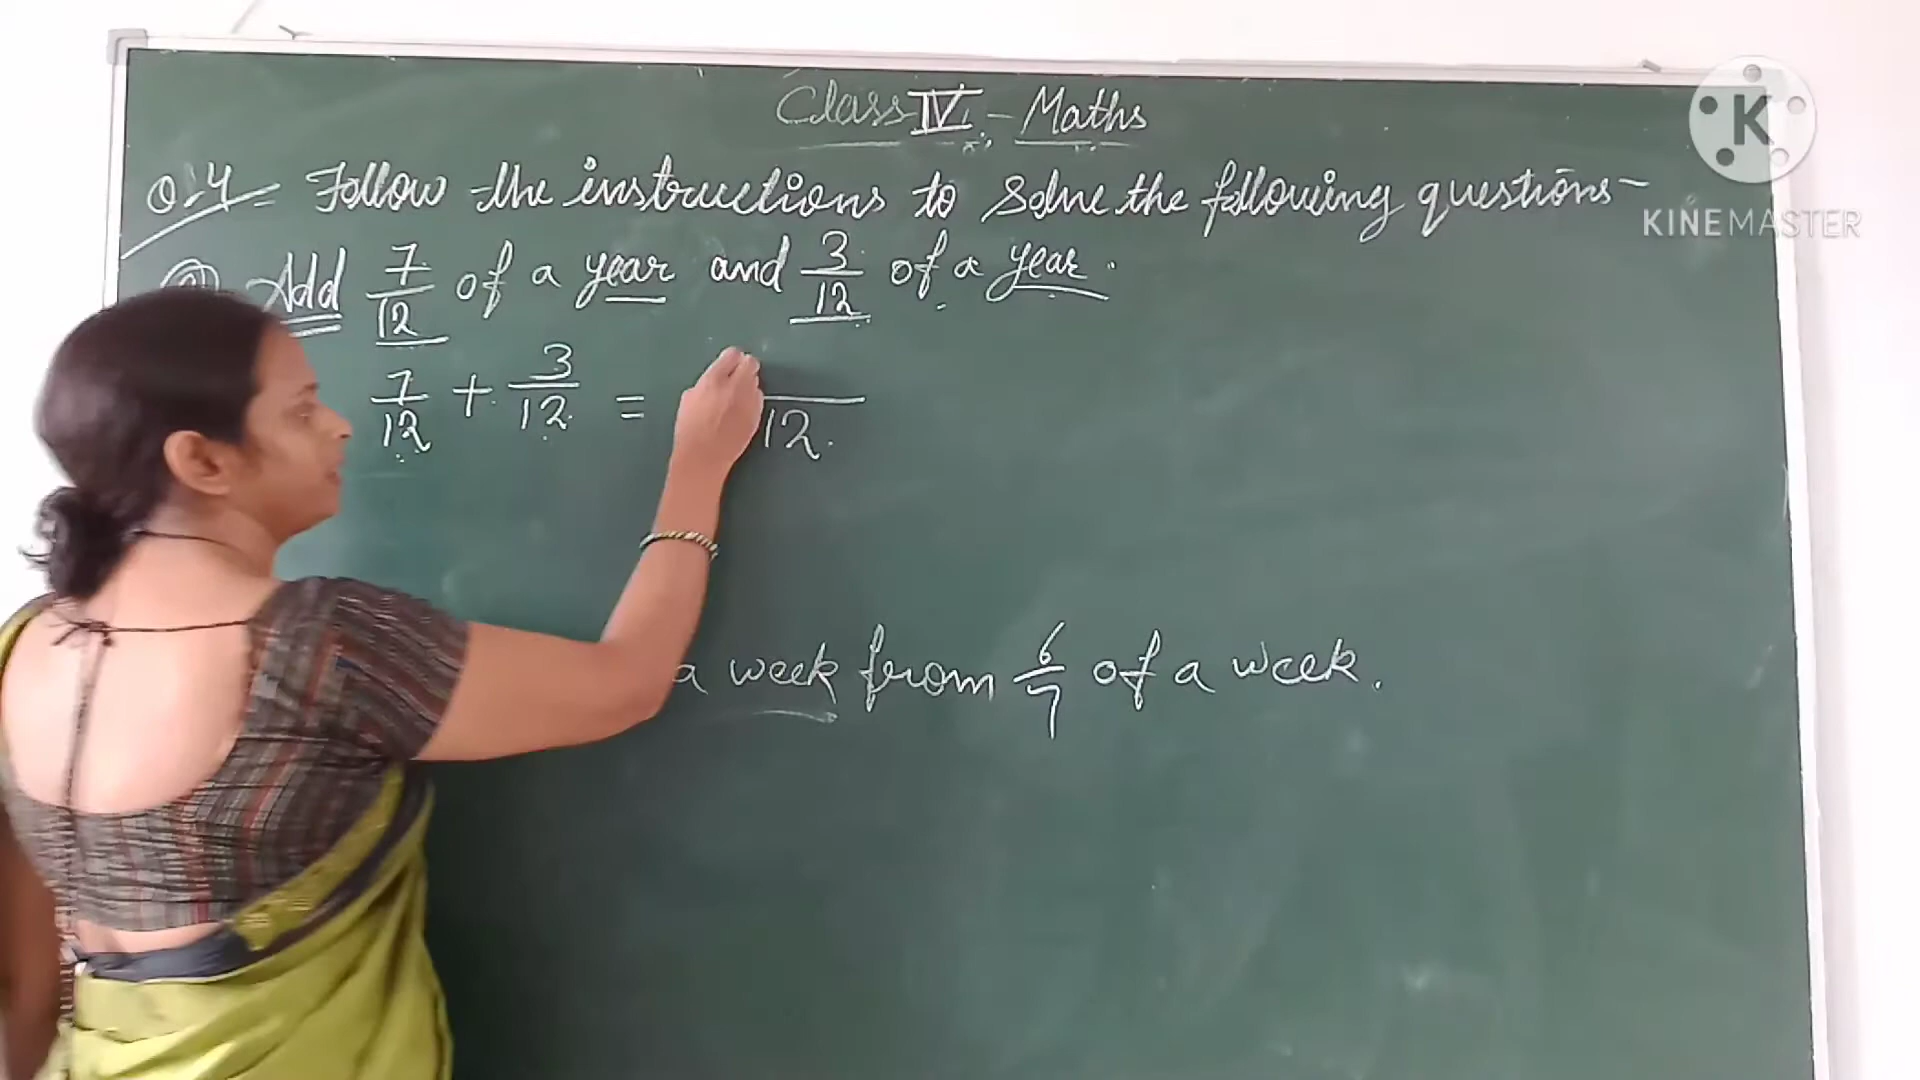 Class IV - Maths
Q.4 - Follow the instructions to solve the following questions -
Add 7/12 of a year and 3/12 of a year.
7/12 + 3/12 = /12
a week from 6/7 of a week.
K
KINEMASTER